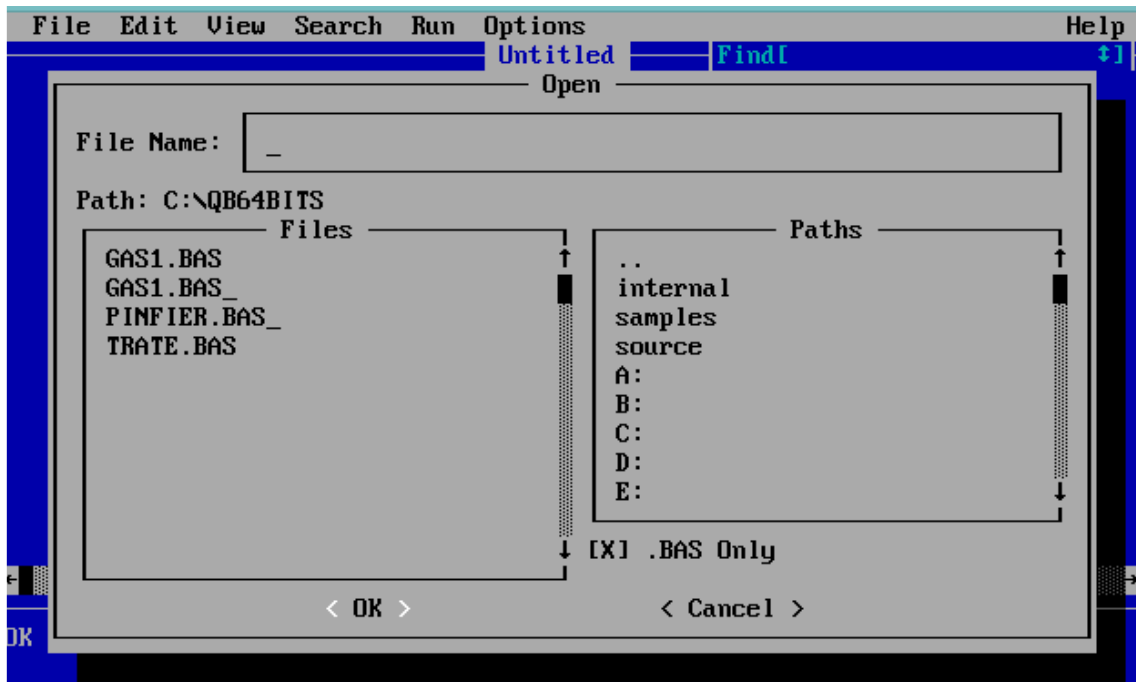 File Edit View Search Run Options Help
Untitled Find[ ↕]
Open
File Name: _
Path: C:\QB64BITS
Files
GAS1.BAS
GAS1.BAS_
PINFIER.BAS_
TRATE.BAS
Paths
..
internal
samples
source
A:
B:
C:
D:
E:
[X] .BAS Only
< OK > < Cancel >
OK